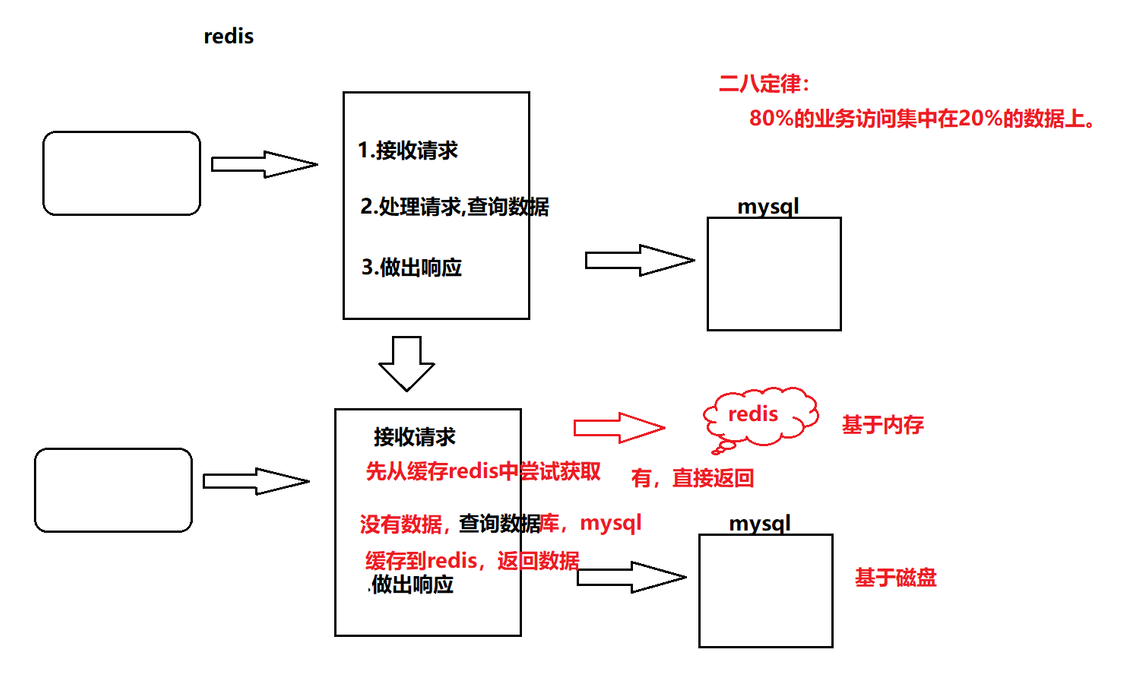 redis
二八定律：
80%的业务访问集中在20%的数据上。
1.接收请求
2.处理请求,查询数据
3.做出响应
mysql
接收请求
redis
基于内存
先从缓存redis中尝试获取
有，直接返回
没有数据，查询数据库，mysql
mysql
缓存到redis，返回数据
.做出响应
基于磁盘